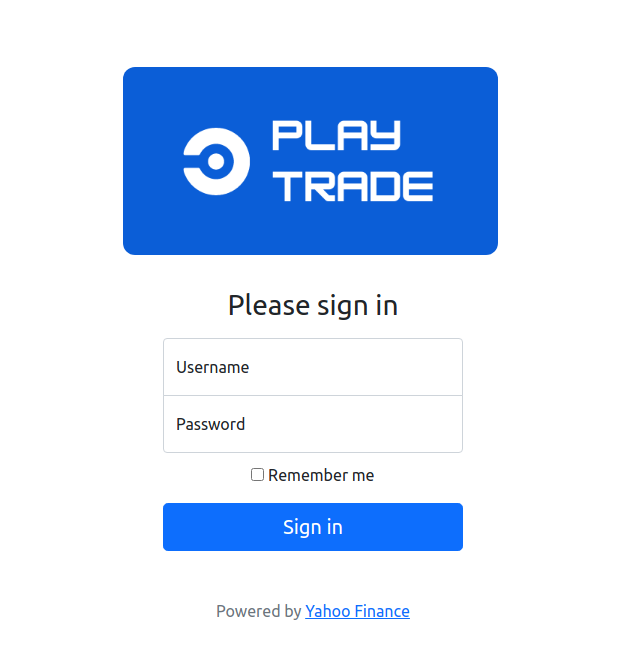 PLAY
TRADE
Please sign in
Username
Password
Remember me
Sign in
Powered by Yahoo Finance